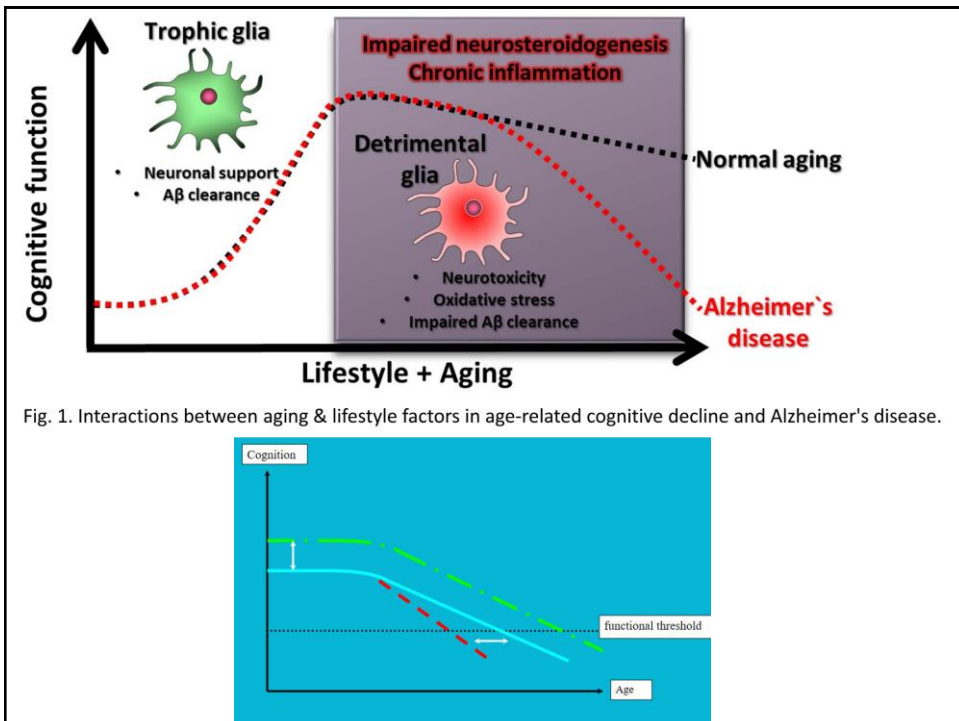 Trophic glia
Impaired neurosteroidogenesis
Chronic inflammation
Cognitive function
• Neuronal support
• Aβ clearance
Detrimental
glia
Normal aging
• Neurotoxicity
• Oxidative stress
• Impaired Aβ clearance
Alzheimer`s
disease
Lifestyle + Aging
Fig. 1. Interactions between aging & lifestyle factors in age-related cognitive decline and Alzheimer's disease.
Cognition
functional threshold
Age